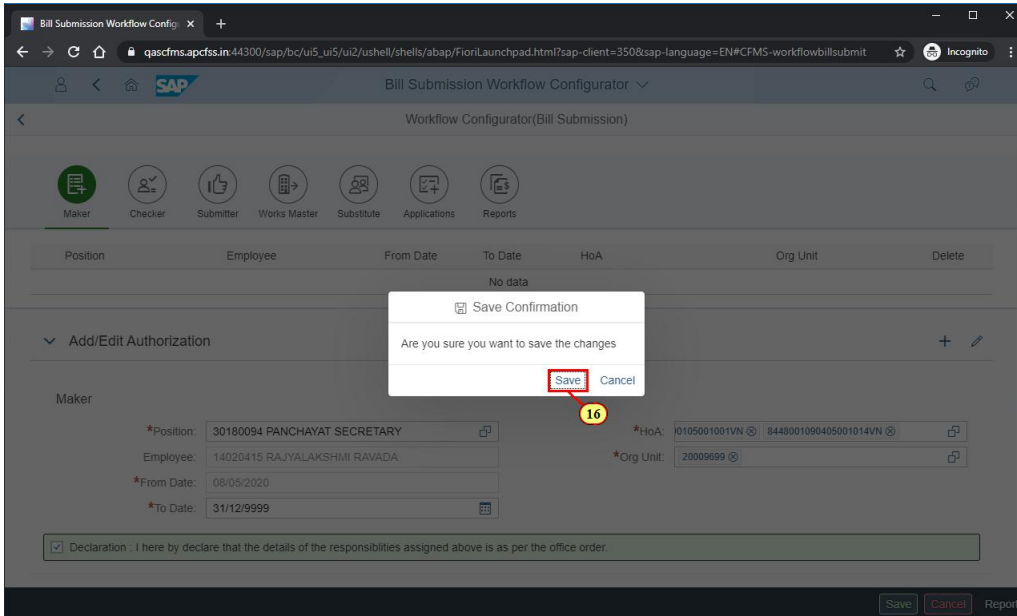 Bill Submission Workflow Config
qascfms.apcfss.in:44300/sap/bc/ui5_ui5/ui2/ushell/shells/abap/FioriLaunchpad.html?sap-client=350&sap-language=EN#CFMS-workflowbillsubmit
Incognito
SAP
Bill Submission Workflow Configurator
Workflow Configurator(Bill Submission)
Maker Checker Submitter Works Master Substitute Applications Reports
Position Employee From Date To Date HoA Org Unit Delete
No data
Save Confirmation
Are you sure you want to save the changes
Save Cancel
16
Add/Edit Authorization
Maker
*Position: 30180094 PANCHAYAT SECRETARY *HoA: 0105001001VN 8448001090405001014VN
Employee: 14020415 RAJYALAKSHMI RAVADA *Org Unit: 20009699
*From Date: 08/05/2020
*To Date: 31/12/9999
Declaration : I here by declare that the details of the responsiblities assigned above is as per the office order.
Save Cancel Report